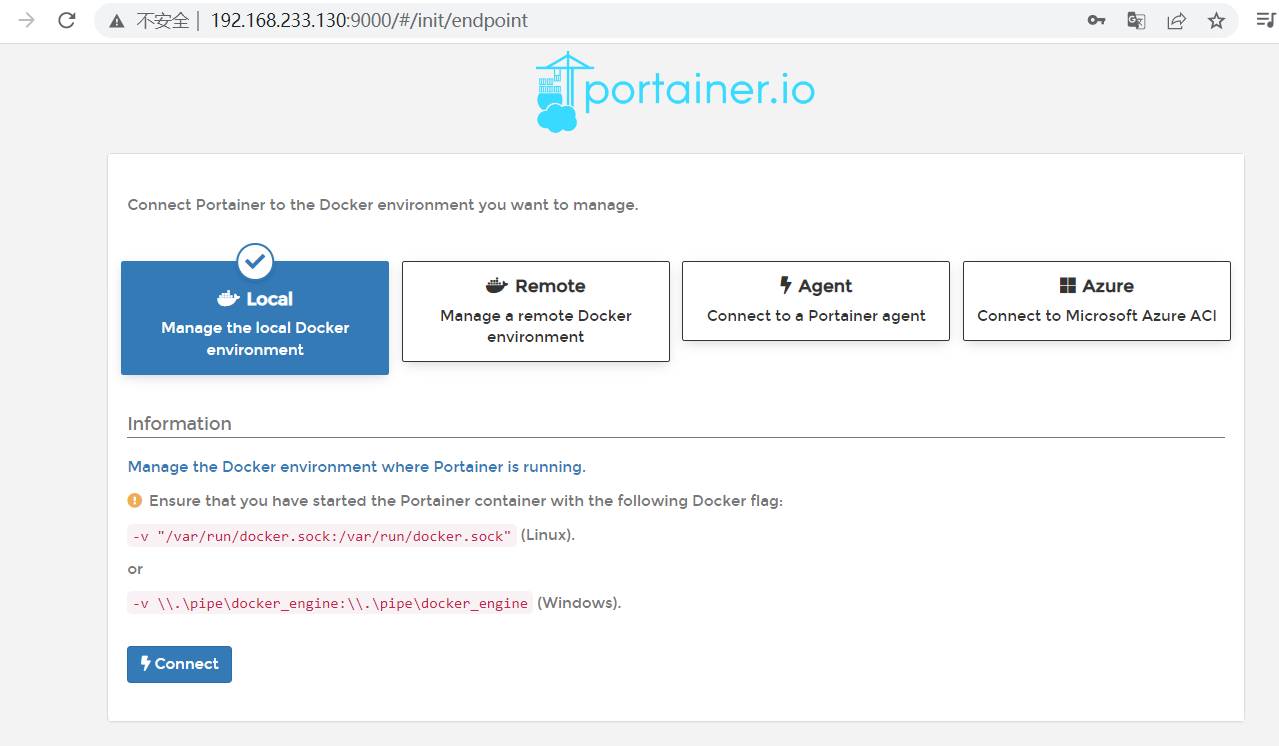 不安全 | 192.168.233.130:9000/#/init/endpoint
portainer.io
Connect Portainer to the Docker environment you want to manage.
Local
Manage the local Docker
environment
Remote
Manage a remote Docker
environment
Agent
Connect to a Portainer agent
Azure
Connect to Microsoft Azure ACI
Information
Manage the Docker environment where Portainer is running.
Ensure that you have started the Portainer container with the following Docker flag:
-v "/var/run/docker.sock:/var/run/docker.sock" (Linux).
or
-v \\.\pipe\docker_engine:\\.\pipe\docker_engine (Windows).
Connect